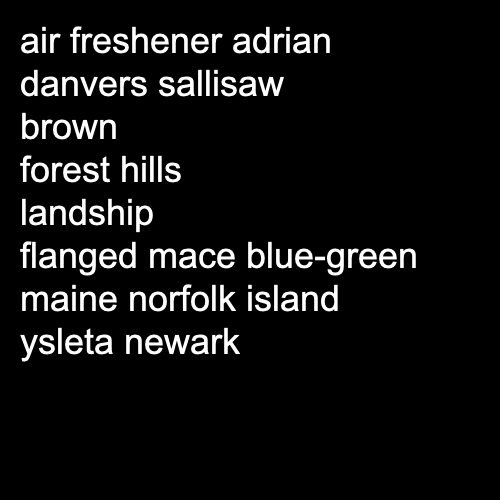 air freshener adrian
danvers sallisaw
brown
forest hills
landship
flanged mace blue-green
maine norfolk island
ysleta newark